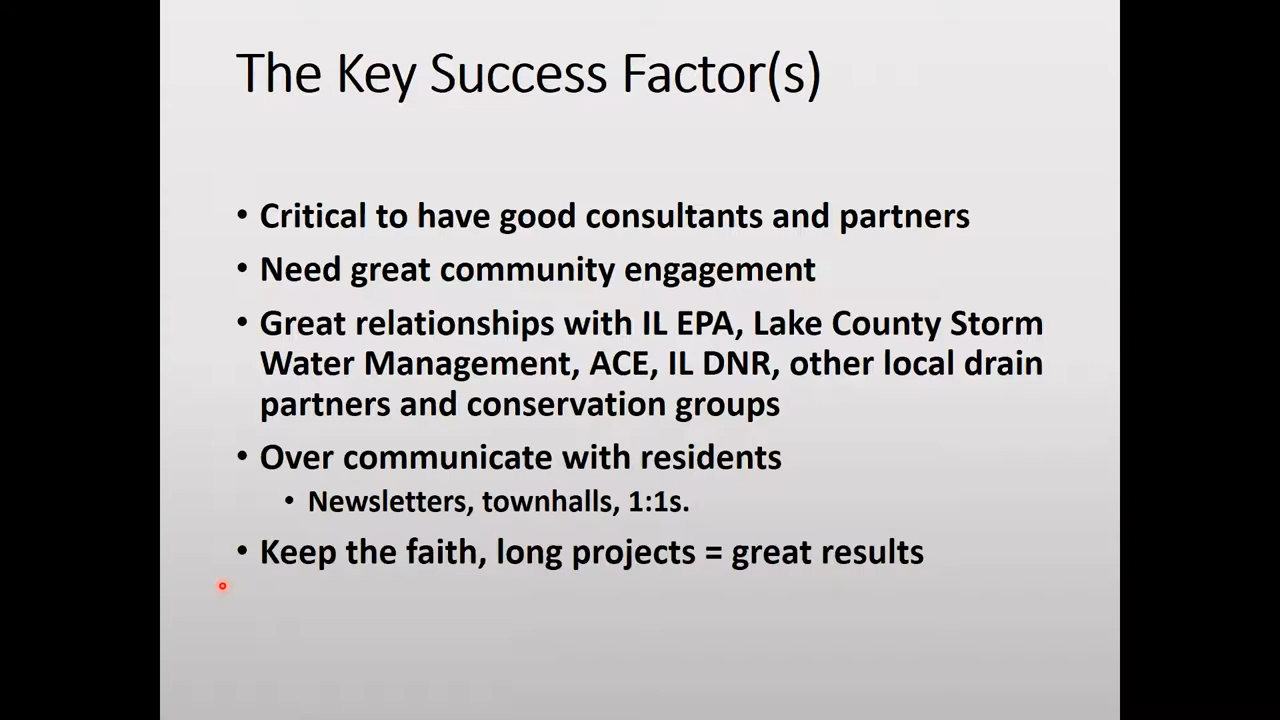 The Key Success Factor(s)
• Critical to have good consultants and partners
• Need great community engagement
• Great relationships with IL EPA, Lake County Storm
Water Management, ACE, IL DNR, other local drain
partners and conservation groups
• Over communicate with residents
• Newsletters, townhalls, 1:1s.
• Keep the faith, long projects = great results